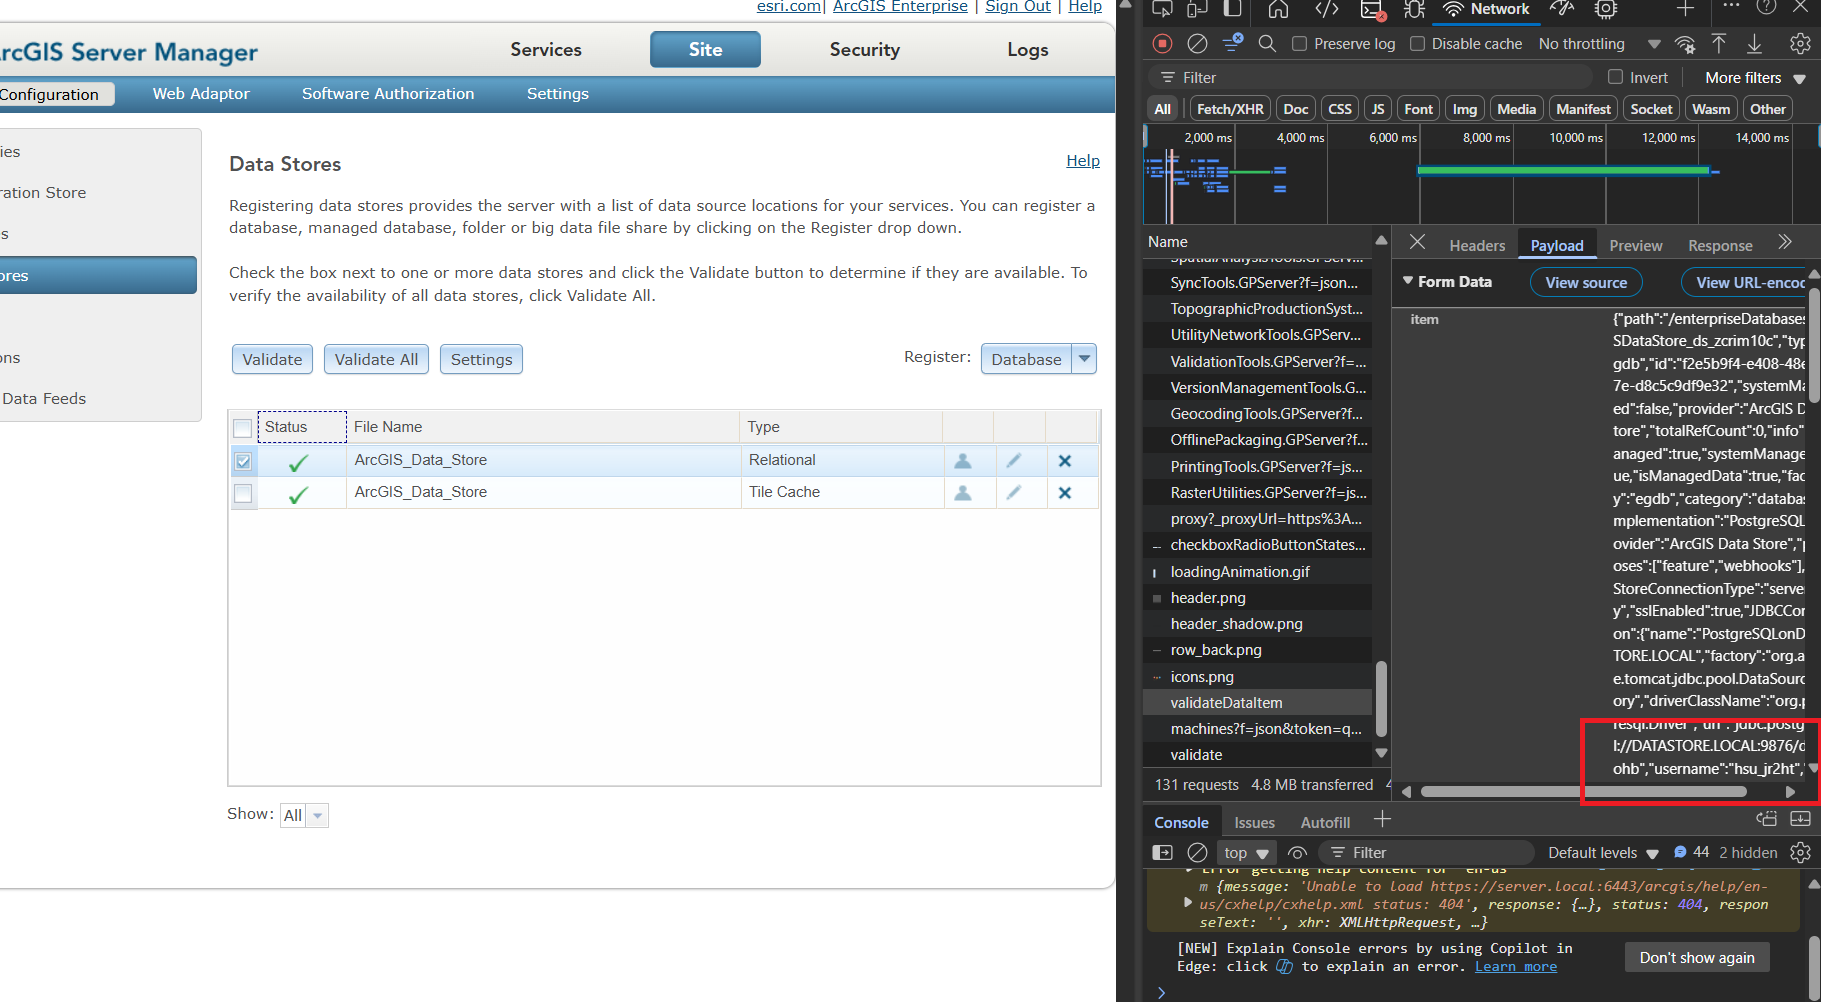 esri.com| ArcGIS Enterprise | Sign Out | Help
rcGIS Server Manager
Services
Site
Security
Logs
Configuration
Web Adaptor
Software Authorization
Settings
ies
ration Store
s
ores
ons
Data Feeds
Data Stores
Help
Registering data stores provides the server with a list of data source locations for your services. You can register a
database, managed database, folder or big data file share by clicking on the Register drop down.
Check the box next to one or more data stores and click the Validate button to determine if they are available. To
verify the availability of all data stores, click Validate All.
Validate
Validate All
Settings
Register:
Database
Status
File Name
Type
ArcGIS_Data_Store
Relational
ArcGIS_Data_Store
Tile Cache
Show:
All
Network
Preserve log
Disable cache
No throttling
Filter
Invert
More filters
All
Fetch/XHR
Doc
CSS
JS
Font
Img
Media
Manifest
Socket
Wasm
Other
2,000 ms
4,000 ms
6,000 ms
8,000 ms
10,000 ms
12,000 ms
14,000 ms
Name
SpatialAnalysisTools.GPServ...
SyncTools.GPServer?f=json...
TopographicProductionSyst...
UtilityNetworkTools.GPServ...
ValidationTools.GPServer?f=...
VersionManagementTools.G...
GeocodingTools.GPServer?f...
OfflinePackaging.GPServer?f...
PrintingTools.GPServer?f=js...
RasterUtilities.GPServer?f=js...
proxy?_proxyUrl=https%3A...
checkboxRadioButtonStates...
loadingAnimation.gif
header.png
header_shadow.png
row_back.png
icons.png
validateDataItem
machines?f=json&token=q...
validate
131 requests
4.8 MB transferred
4
Headers
Payload
Preview
Response
Form Data
View source
View URL-encoc
item
{"path":"/enterpriseDatabases
SDataStore_ds_zcrim10c","typ
gdb","id":"f2e5b9f4-e408-48e
7e-d8c5c9df9e32","systemMa
ed":false,"provider":"ArcGIS D
tore","totalRefCount":0,"info"
anaged":true,"systemManage
ue,"isManagedData":true,"fac
y":"egdb","category":"databas
mplementation":"PostgreSQL
ovider":"ArcGIS Data Store","p
oses":["feature","webhooks"],
StoreConnectionType":"serve
y","sslEnabled":true,"JDBCCor
on":{"name":"PostgreSQLonD
TORE.LOCAL","factory":"org.a
e.tomcat.jdbc.pool.DataSourc
ory","driverClassName":"org.p
resql.Driver","url":"jdbc:postg
l://DATASTORE.LOCAL:9876/d
ohb","username":"hsu_jr2ht",
Console
Issues
Autofill
top
Filter
Default levels
44
2 hidden
Error getting help content for 'en-us'
m {message: 'Unable to load https://server.local:6443/arcgis/help/en-
us/cxhelp/cxhelp.xml status: 404', response: {…}, status: 404, respon
seText: '', xhr: XMLHttpRequest, …}
[NEW] Explain Console errors by using Copilot in
Edge: click to explain an error. Learn more
Don't show again